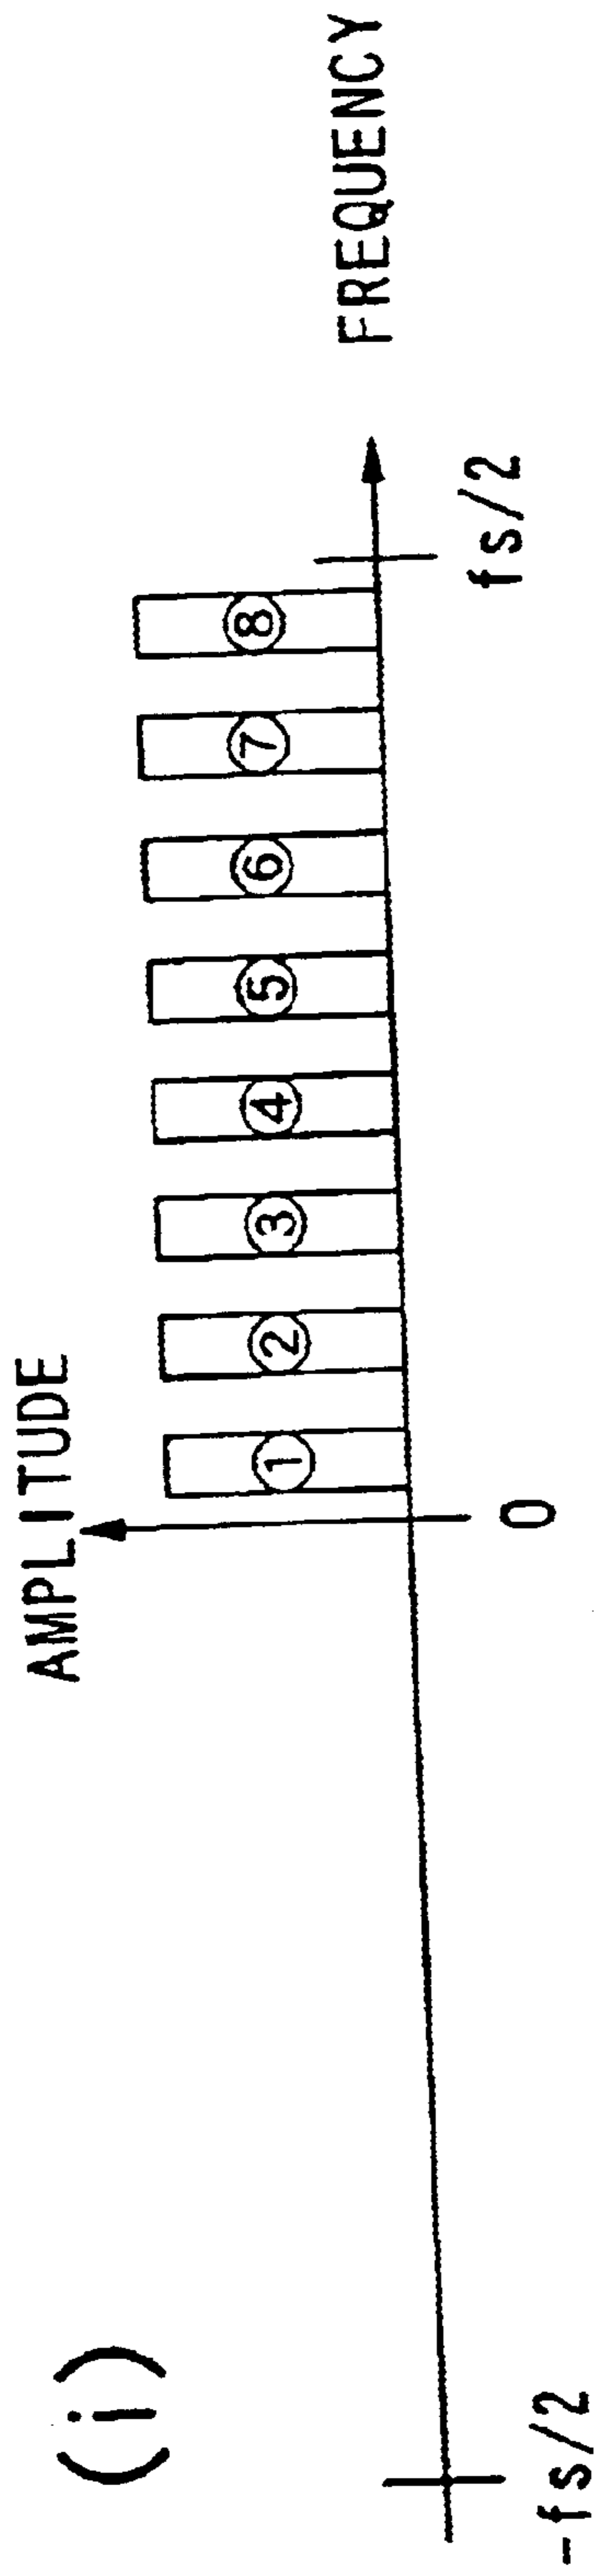 (i)
AMPLITUDE
① ② ③ ④ ⑤ ⑥ ⑦ ⑧
FREQUENCY
-fs/2 0 fs/2